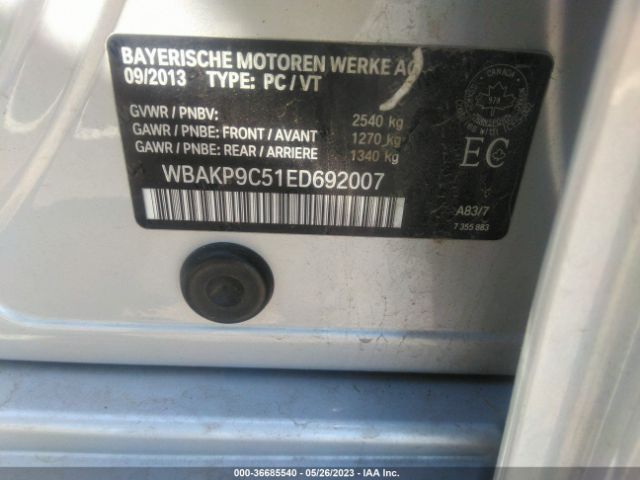 BAYERISCHE MOTOREN WERKE AG
09/2013 TYPE: PC / VT
GVWR / PNBV: 2540 kg
GAWR / PNBE: FRONT / AVANT 1270 kg
GAWR / PNBE: REAR / ARRIERE 1340 kg
WBAKP9C51ED692007
CANADA
979
EC
A83/7
7 355 883
000-36685540 - 05/26/2023 - IAA Inc.